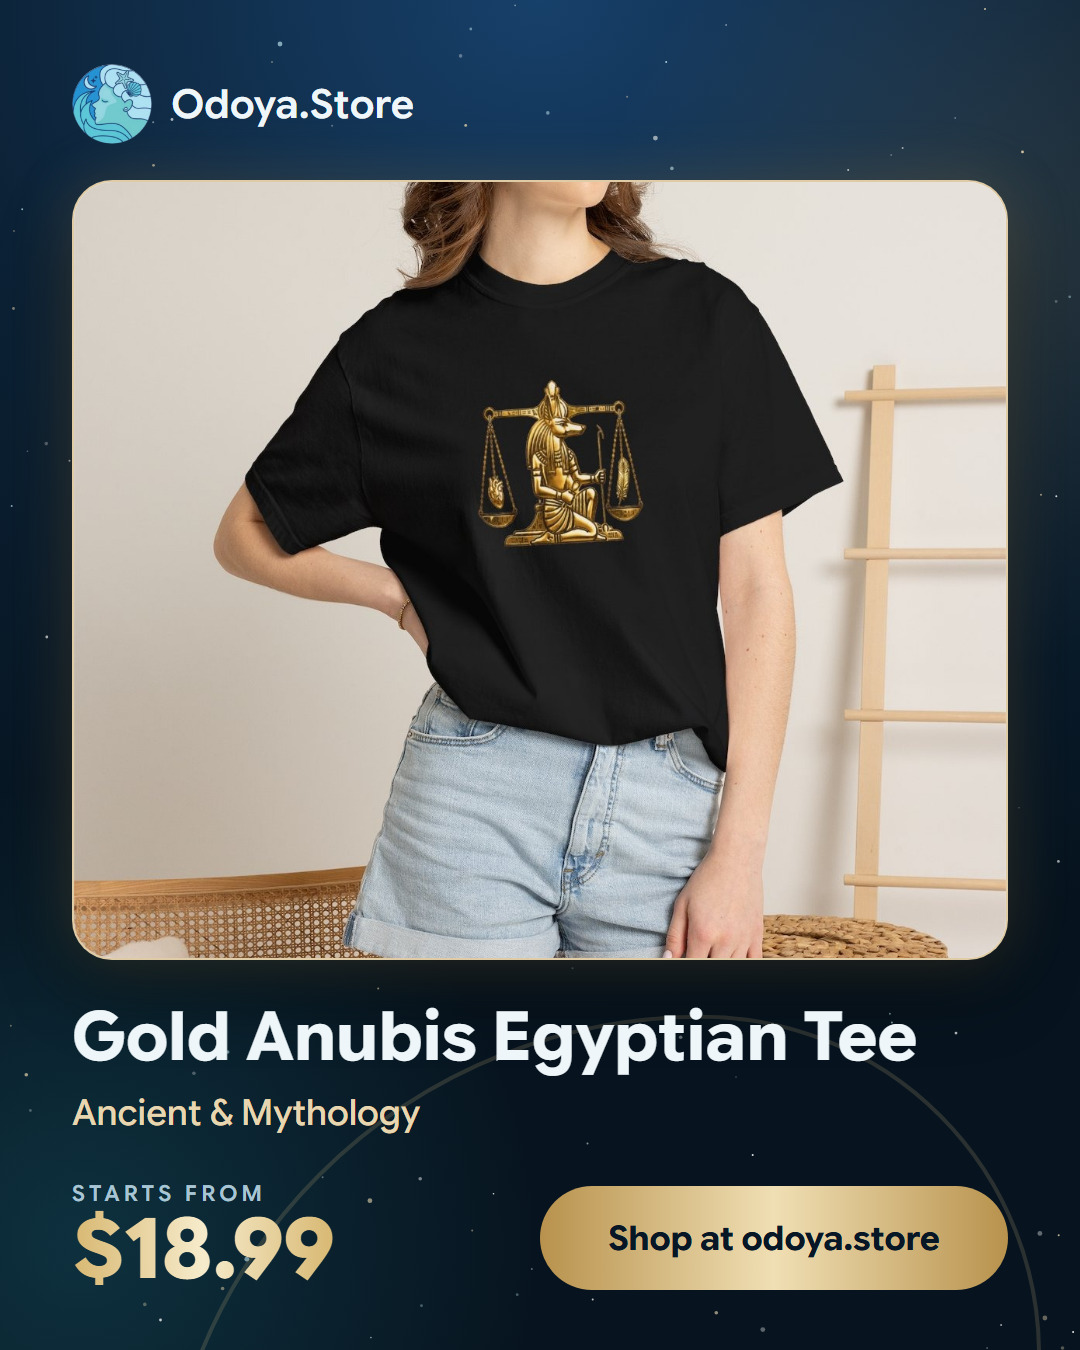 Odoya.Store
Gold Anubis Egyptian Tee
Ancient & Mythology
STARTS FROM
$18.99
Shop at odoya.store